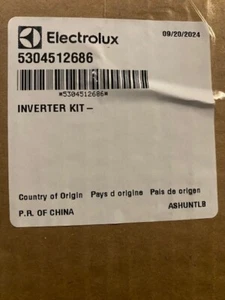 Electrolux 09/20/2024
5304512686
*5304512686*
INVERTER KIT –
Country of Origin Pays d origine Pais de origen
P.R. OF CHINA ASHUNTLB